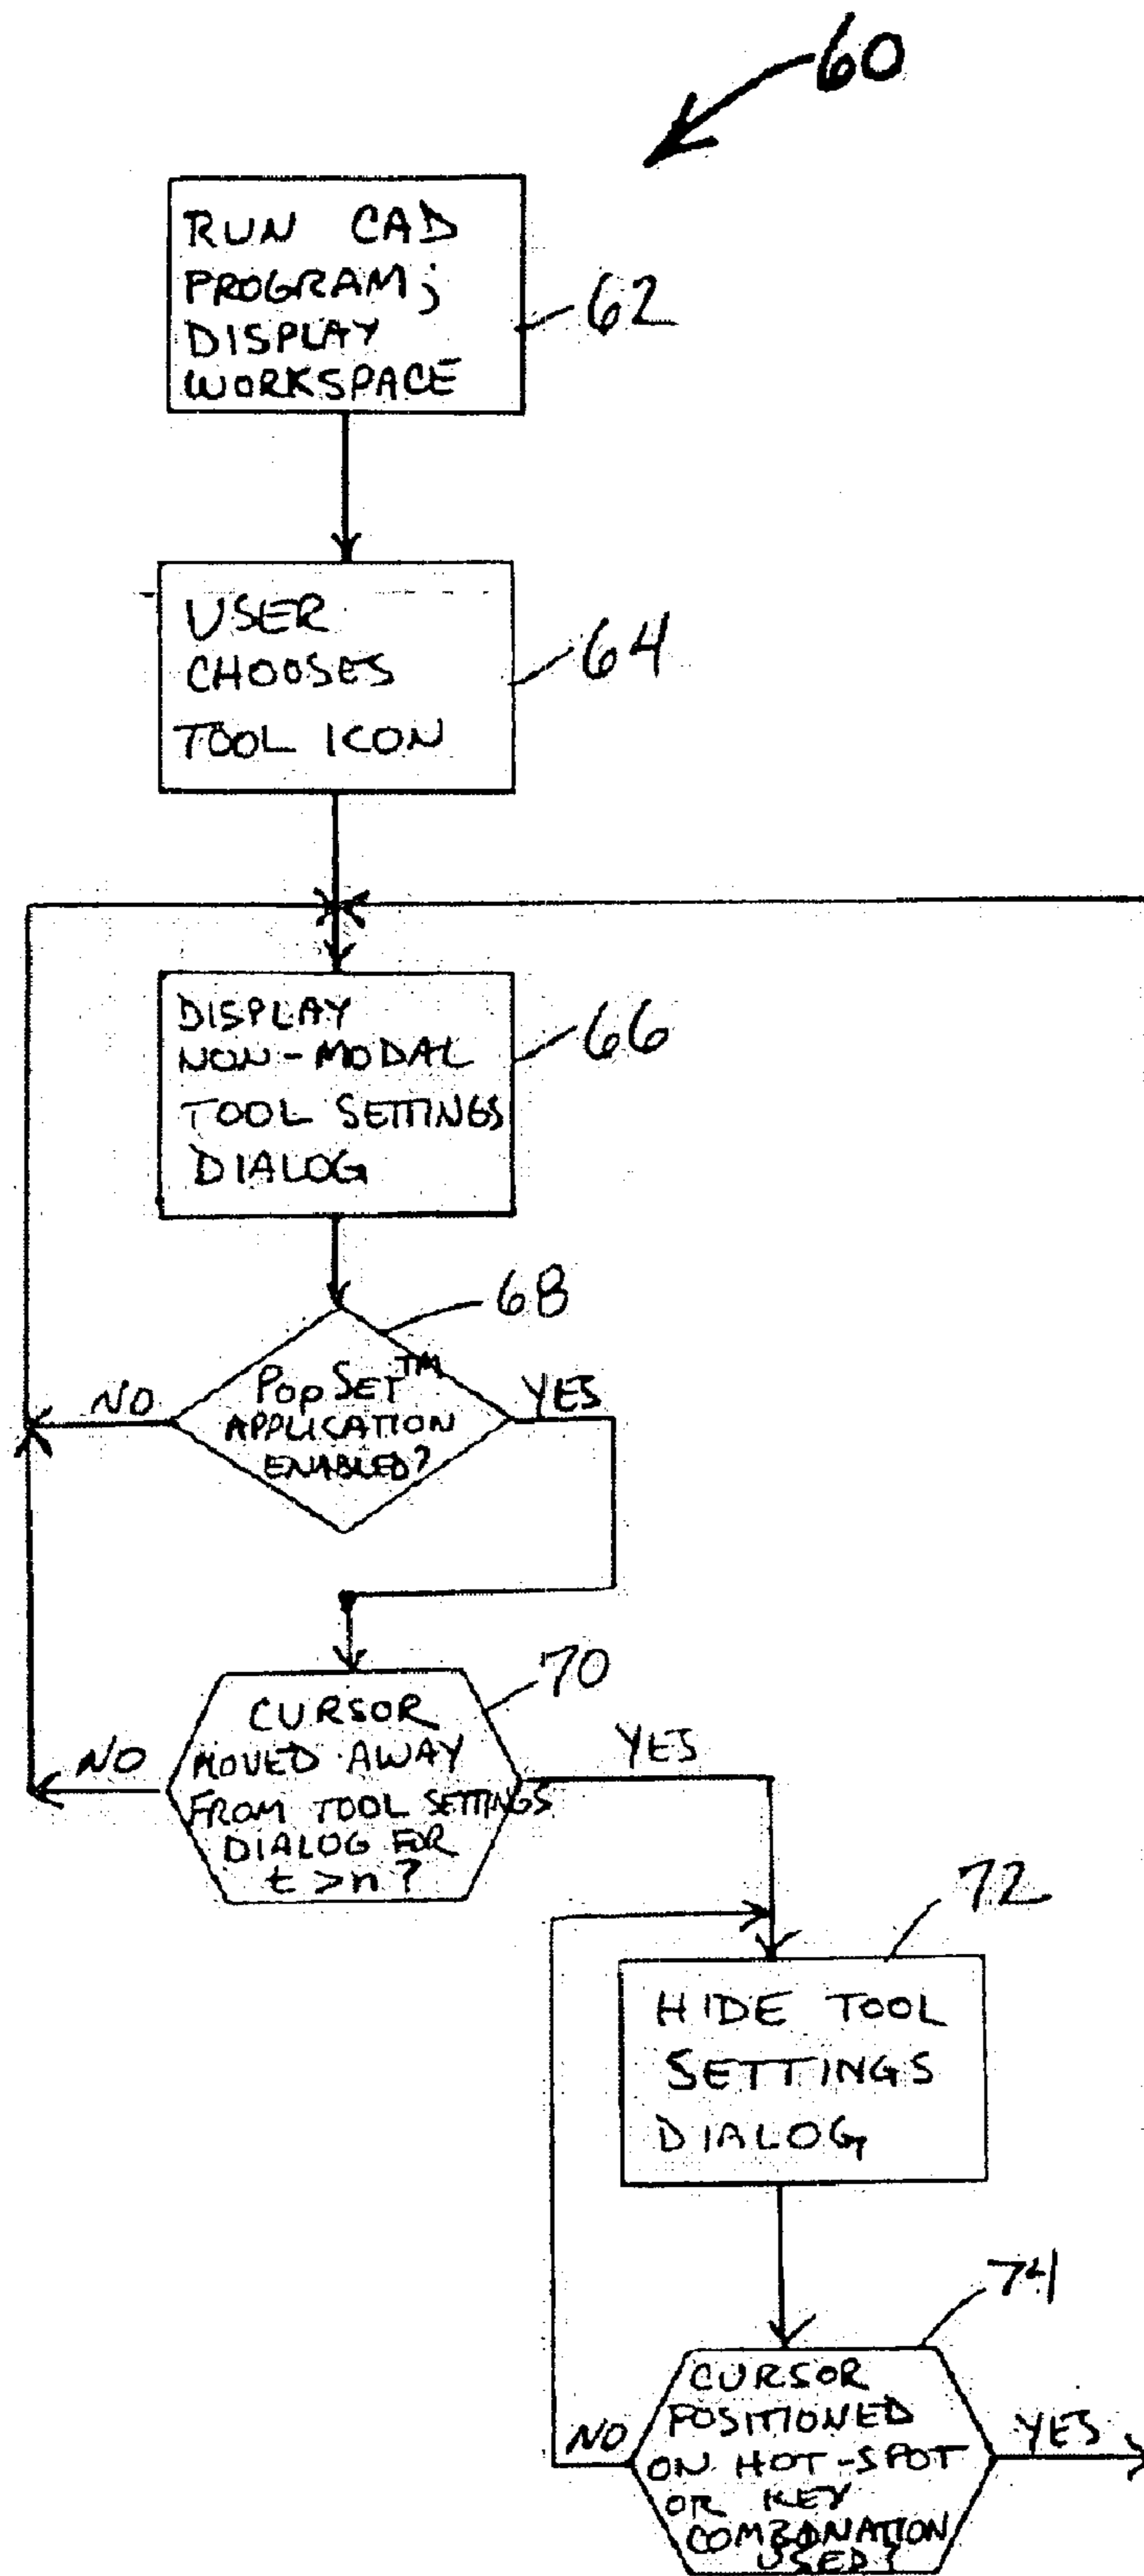 60
RUN CAD
PROGRAM;
DISPLAY
WORKSPACE
62
USER
CHOOSES
TOOL ICON
64
DISPLAY
NON-MODAL
TOOL SETTINGS
DIALOG
66
68
PopSET™
APPLICATION
ENABLED?
NO
YES
70
CURSOR
MOVED AWAY
FROM TOOL SETTINGS
DIALOG FOR
t > n ?
NO
YES
72
HIDE TOOL
SETTINGS
DIALOG
74
CURSOR
POSITIONED
ON HOT-SPOT
OR KEY
COMBINATION
USED?
NO
YES